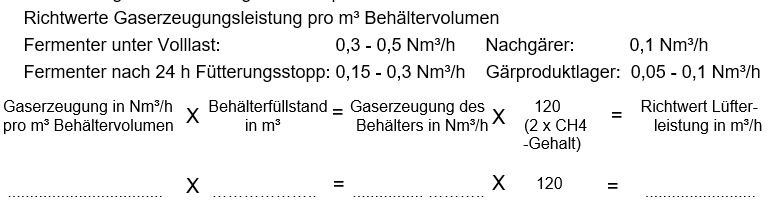 Richtwerte Gaserzeugungsleistung pro m³ Behältervolumen
Fermenter unter Volllast: 0,3 - 0,5 Nm³/h Nachgärer: 0,1 Nm³/h
Fermenter nach 24 h Fütterungsstopp: 0,15 - 0,3 Nm³/h Gärproduktlager: 0,05 - 0,1 Nm³/h
Gaserzeugung in Nm³/h pro m³ Behältervolumen X Behälterfüllstand in m³ = Gaserzeugung des Behälters in Nm³/h X 120 (2 x CH4 -Gehalt) = Richtwert Lüfter- leistung in m³/h
................................ X ...................... = ............... ............ X 120 = .......................